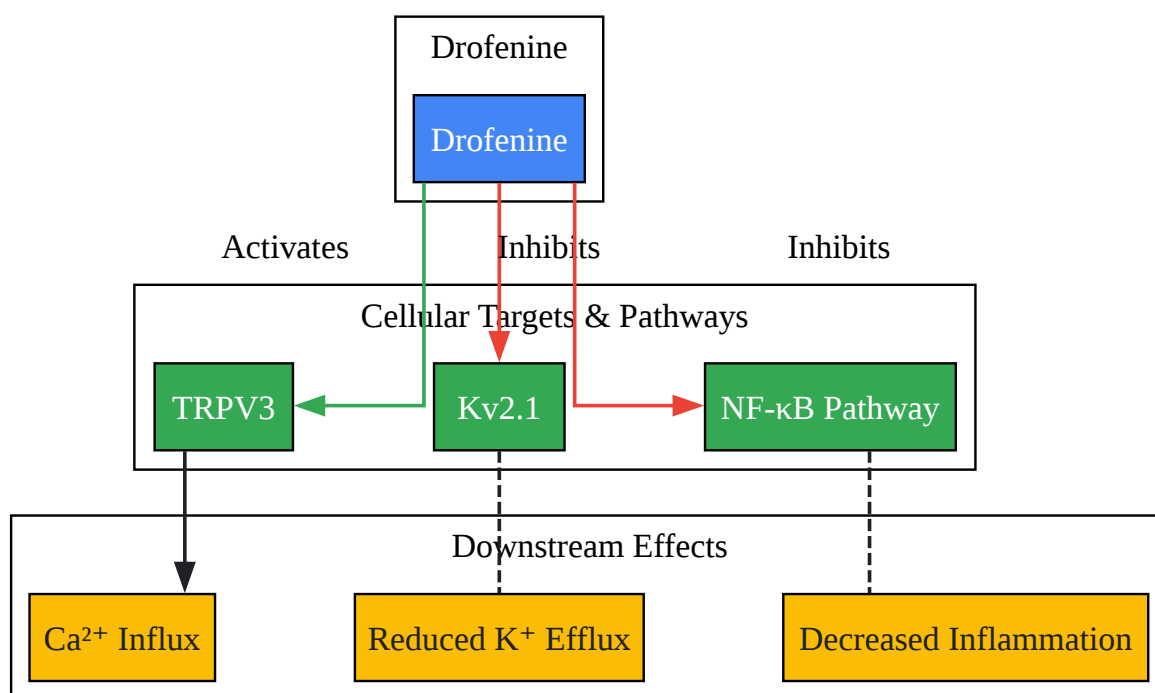 Drofenine
Drofenine
Activates
Inhibits
Inhibits
Cellular Targets & Pathways
TRPV3
Kv2.1
NF-κB Pathway
Downstream Effects
Ca²⁺ Influx
Reduced K⁺ Efflux
Decreased Inflammation